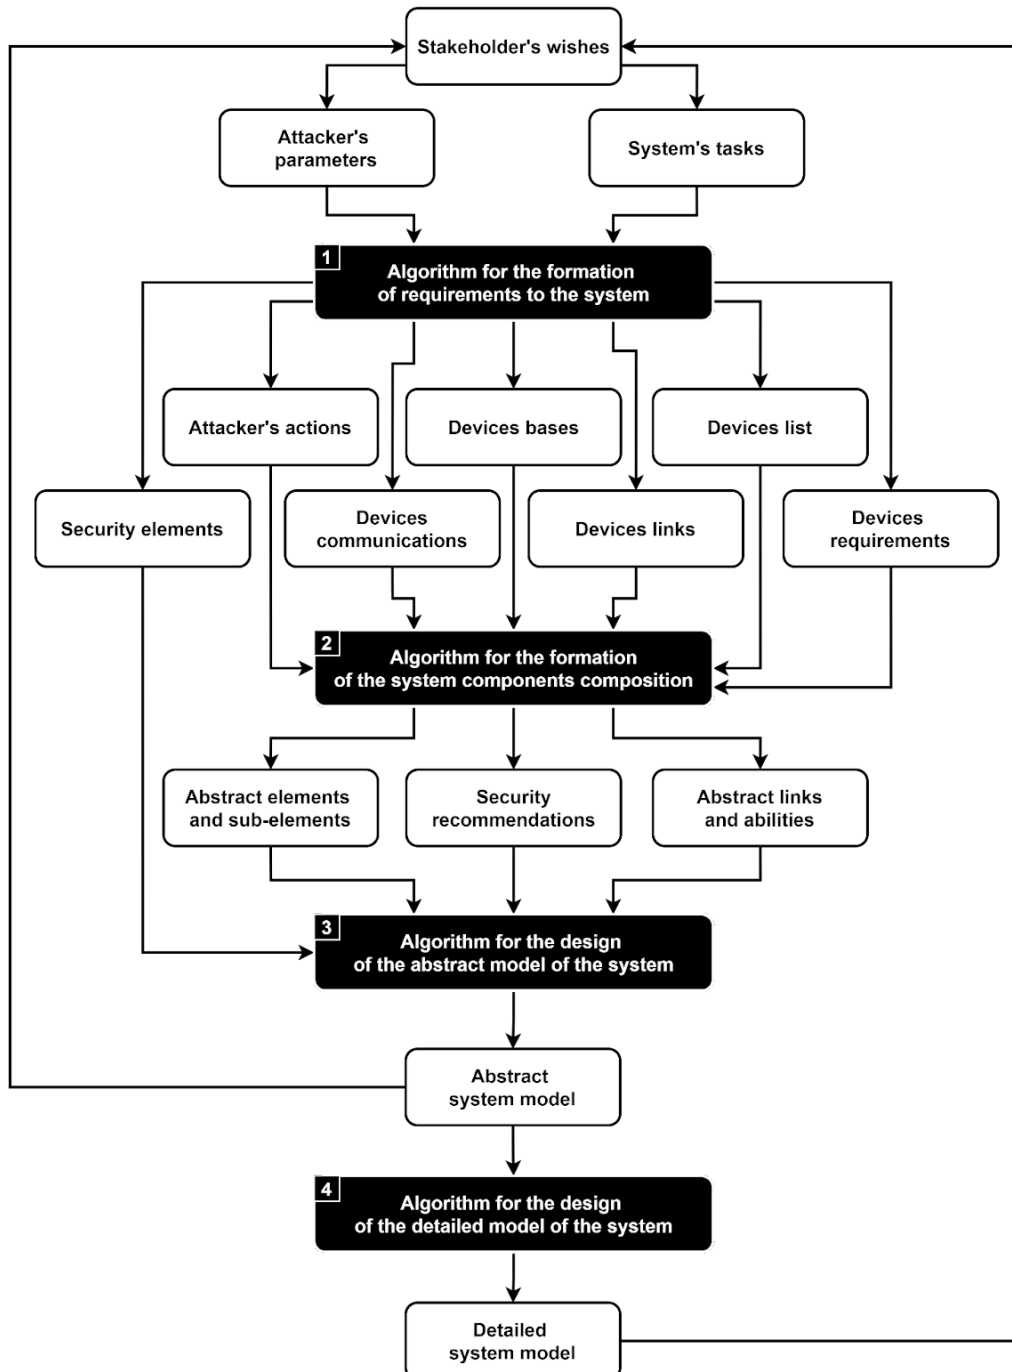 Stakeholder's wishes
Attacker's
parameters
System's tasks
1
Algorithm for the formation
of requirements to the system
Attacker's actions
Devices bases
Devices list
Security elements
Devices
communications
Devices links
Devices
requirements
2
Algorithm for the formation
of the system components composition
Abstract elements
and sub-elements
Security
recommendations
Abstract links
and abilities
3
Algorithm for the design
of the abstract model of the system
Abstract
system model
4
Algorithm for the design
of the detailed model of the system
Detailed
system model